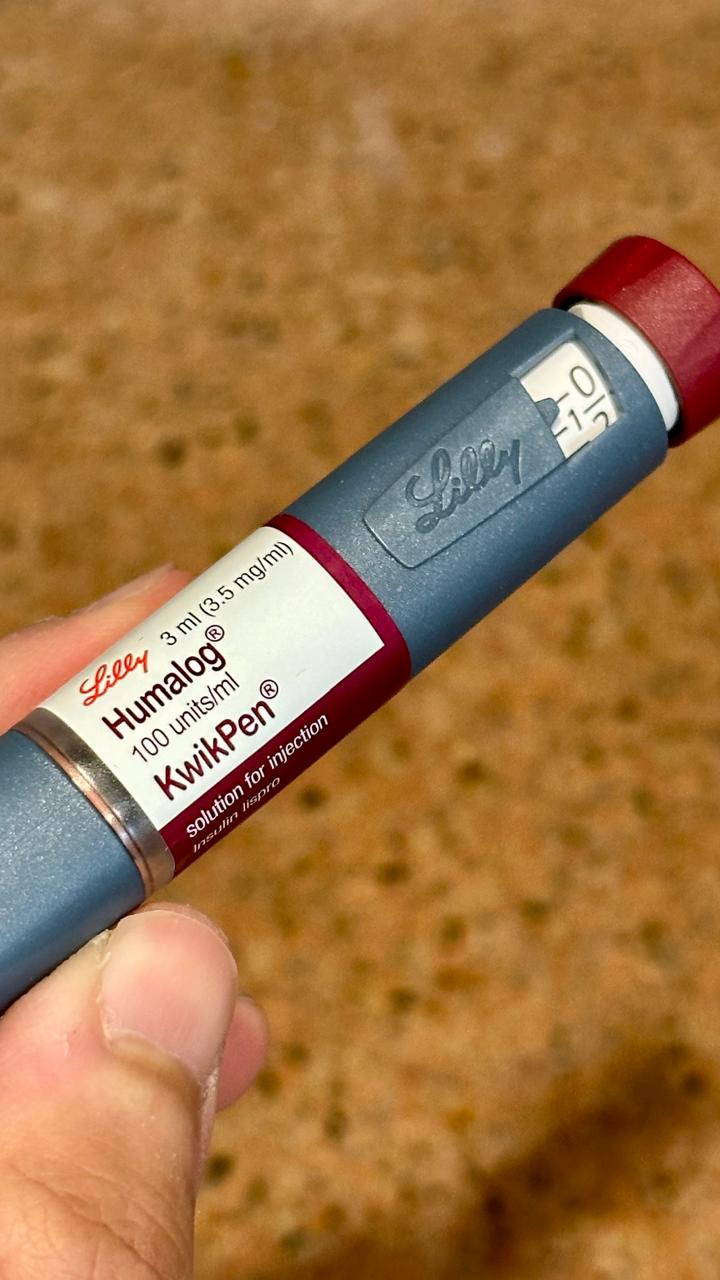 0
1
2
Lilly
Lilly 3 ml (3.5 mg/ml)
Humalog®
100 units/ml
KwikPen®
solution for injection
Insulin lispro